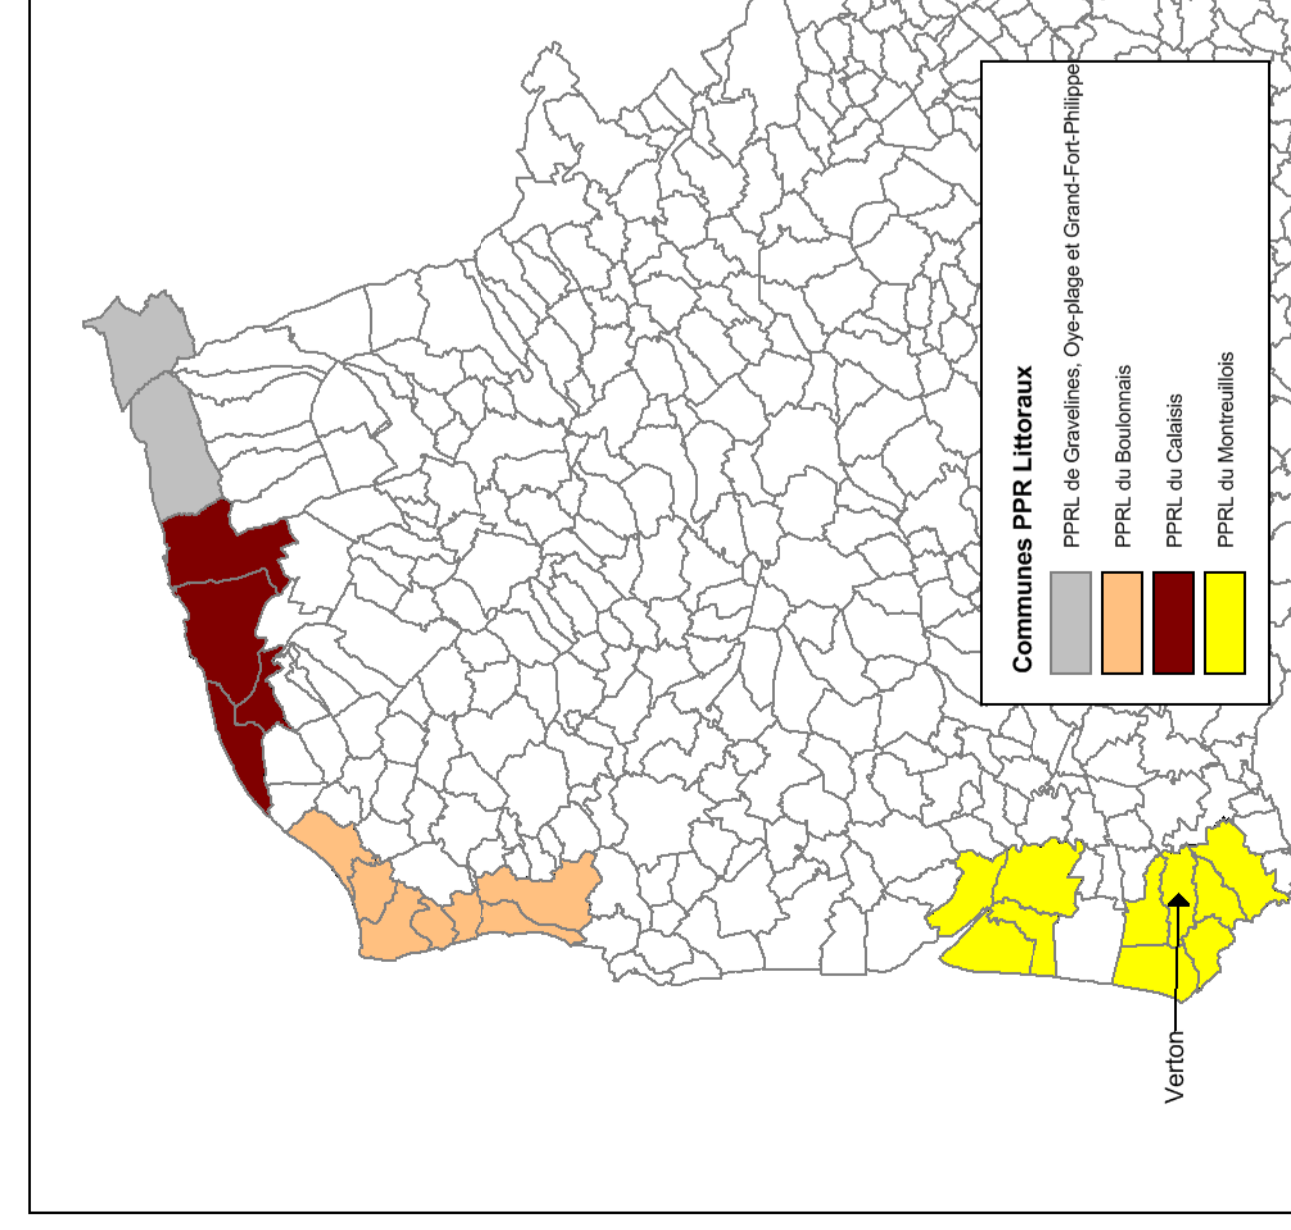 Communes PPR Littoraux
PPRL de Gravelines, Oye-plage et Grand-Fort-Philippe
PPRL du Boulonnais
PPRL du Calaisis
PPRL du Montreuillois
Verton